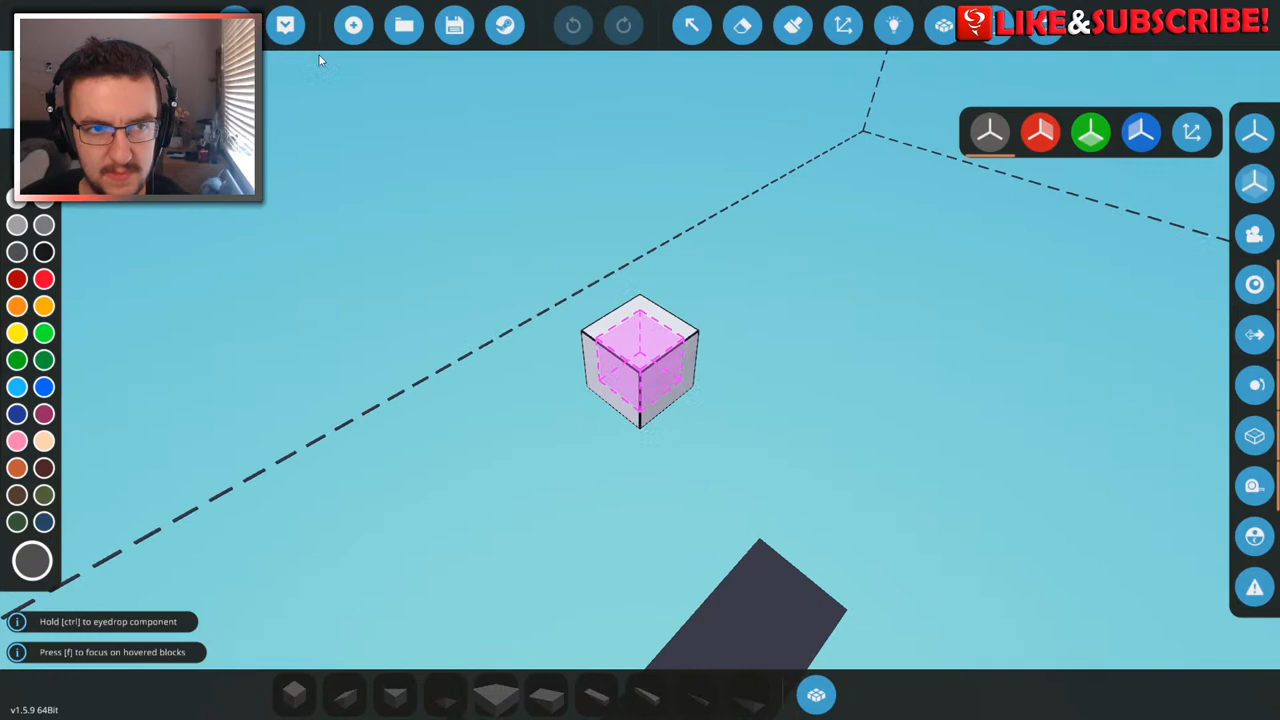 LIKE&SUBSCRIBE!
Hold [ctrl] to eyedrop component
Press [f] to focus on hovered blocks
v1.5.9 64Bit